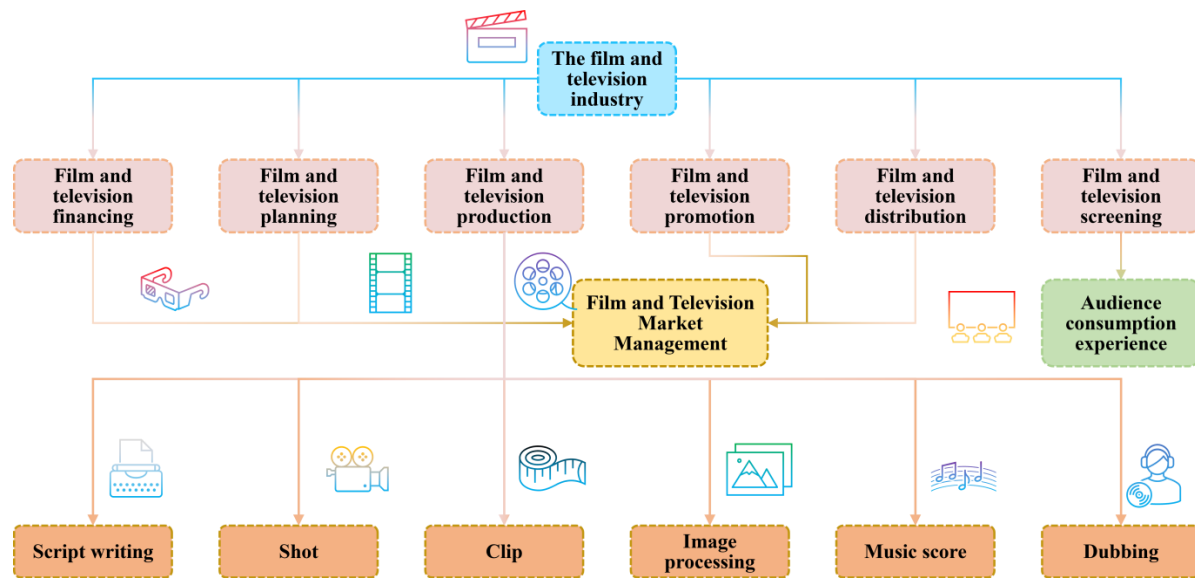 The film and
television
industry
Film and
television
financing
Film and
television
planning
Film and
television
production
Film and
television
promotion
Film and
television
distribution
Film and
television
screening
Film and Television
Market
Management
Audience
consumption
experience
Script writing
Shot
Clip
Image
processing
Music score
Dubbing